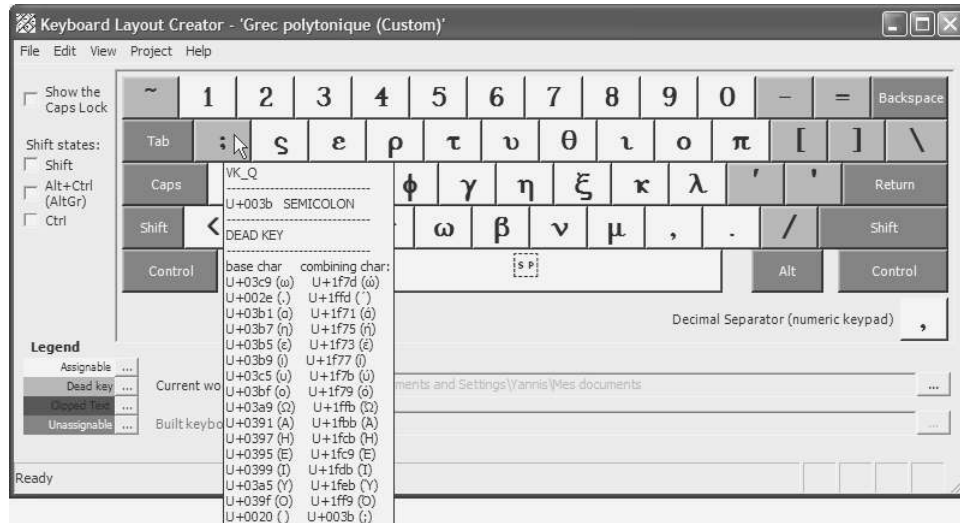 Keyboard Layout Creator - 'Grec polytonique (Custom)'
File Edit View Project Help
Show the
Caps Lock
~ 1 2 3 4 5 6 7 8 9 0 - = Backspace
Shift states:
Shift
Alt+Ctrl
(AltGr)
Ctrl
Tab ; ς ε ρ τ υ θ ι ο π [ ] \
Caps φ γ η ξ κ λ ' ' Return
Shift < ω β ν μ , . / Shift
Control SP Alt Control
VK_Q
U+003b SEMICOLON
DEAD KEY
base char combining char:
U+03c9 (ω) U+1f7d (ώ)
U+002e (.) U+1ffd (´)
U+03b1 (α) U+1f71 (ά)
U+03b7 (η) U+1f75 (ή)
U+03b5 (ε) U+1f73 (έ)
U+03b9 (ι) U+1f77 (ί)
U+03c5 (υ) U+1f7b (ύ)
U+03bf (ο) U+1f79 (ό)
U+03a9 (Ω) U+1ffb (Ώ)
U+0391 (Α) U+1fbb (Ά)
U+0397 (Η) U+1fcb (Ή)
U+0395 (Ε) U+1fc9 (Έ)
U+0399 (Ι) U+1fdb (Ί)
U+03a5 (Υ) U+1feb (Ύ)
U+039f (Ο) U+1ff9 (Ό)
U+0020 ( ) U+003b (;)
Decimal Separator (numeric keypad) ,
Legend
Assignable ...
Dead key ...
Clipped Text ...
Unassignable ...
Current wo
ments and Settings\Yannis\Mes documents ...
Built keybo
...
Ready